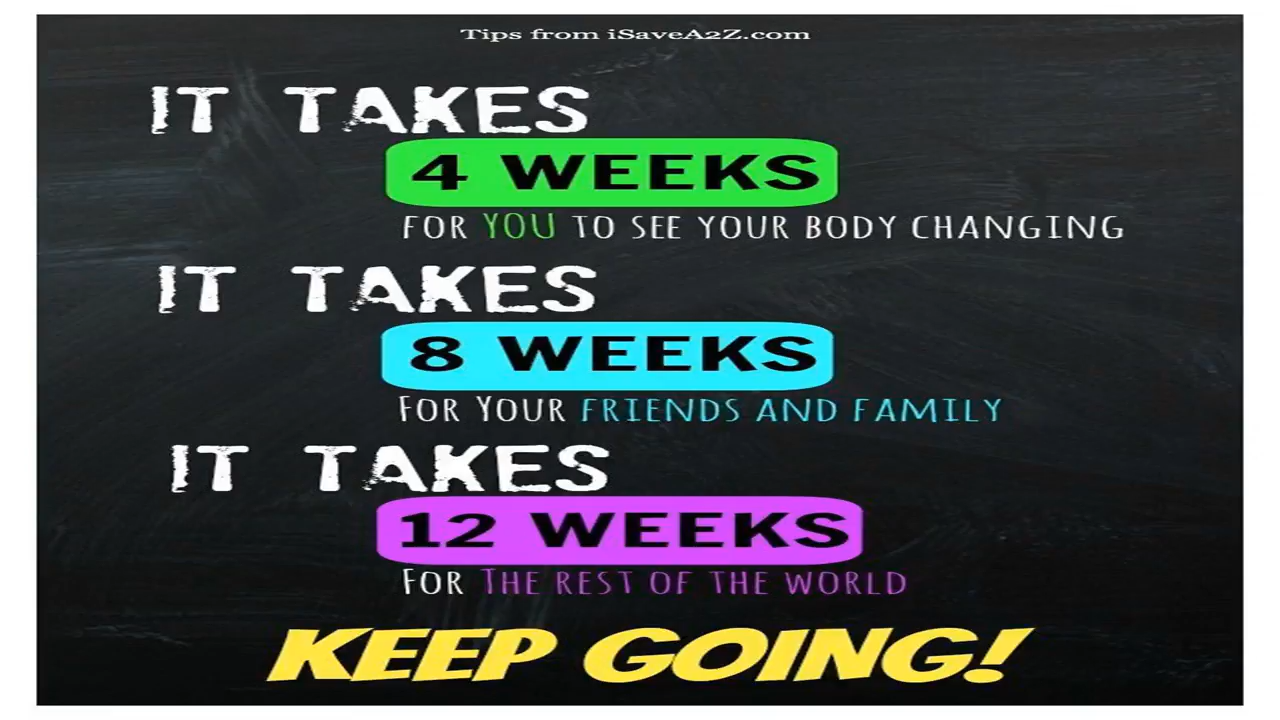 Tips from iSaveA2Z.com
IT TAKES
4 WEEKS
FOR YOU TO SEE YOUR BODY CHANGING
IT TAKES
8 WEEKS
FOR YOUR FRIENDS AND FAMILY
IT TAKES
12 WEEKS
FOR THE REST OF THE WORLD
KEEP GOING!